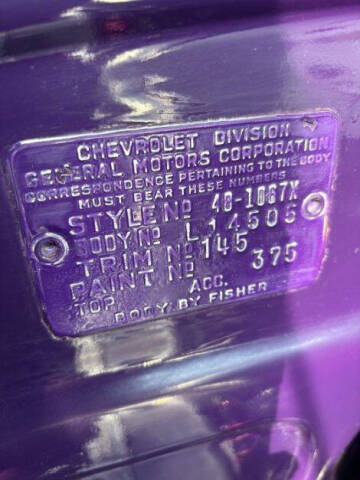 CHEVROLET DIVISION
GENERAL MOTORS CORPORATION
CORRESPONDENCE PERTAINING TO THE BODY
MUST BEAR THESE NUMBERS
STYLE No 48-1067X
BODY No L 14505
TRIM No 145
PAINT No 375
TOP ACC.
BODY BY FISHER